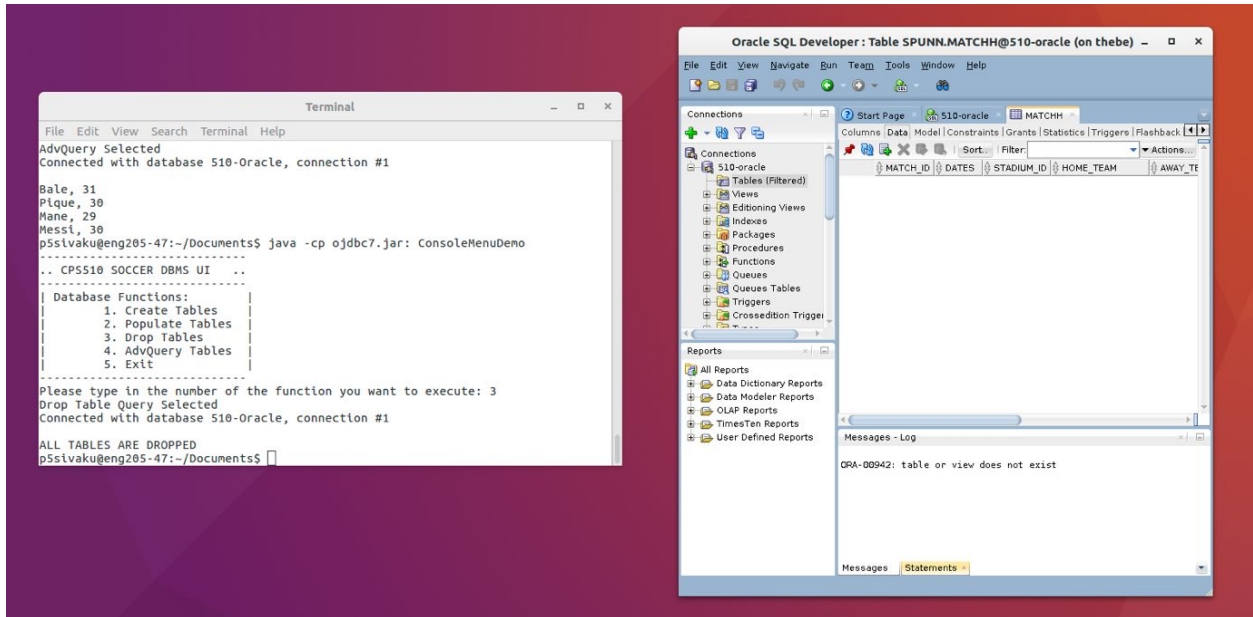 Terminal
File Edit View Search Terminal Help
AdvQuery Selected
Connected with database 510-Oracle, connection #1
Bale, 31
Pique, 30
Mane, 29
Messi, 30
p5sivaku@eng205-47:~/Documents$ java -cp ojdbc7.jar: ConsoleMenuDemo
-----------------------------
.. CPS510 SOCCER DBMS UI   ..
-----------------------------
| Database Functions:        |
|        1. Create Tables    |
|        2. Populate Tables  |
|        3. Drop Tables      |
|        4. AdvQuery Tables  |
|        5. Exit             |
-----------------------------
Please type in the number of the function you want to execute: 3
Drop Table Query Selected
Connected with database 510-Oracle, connection #1
ALL TABLES ARE DROPPED
p5sivaku@eng205-47:~/Documents$
Oracle SQL Developer : Table SPUNN.MATCHH@510-oracle (on thebe)
File Edit View Navigate Run Team Tools Window Help
Connections
Connections
510-oracle
Tables (Filtered)
Views
Editioning Views
Indexes
Packages
Procedures
Functions
Queues
Queues Tables
Triggers
Crossedition Trigger
Reports
All Reports
Data Dictionary Reports
Data Modeler Reports
OLAP Reports
TimesTen Reports
User Defined Reports
Start Page 510-oracle MATCHH
Columns Data Model Constraints Grants Statistics Triggers Flashback
Sort.. Filter: Actions...
MATCH_ID DATES STADIUM_ID HOME_TEAM AWAY_TE
Messages - Log
ORA-00942: table or view does not exist
Messages Statements